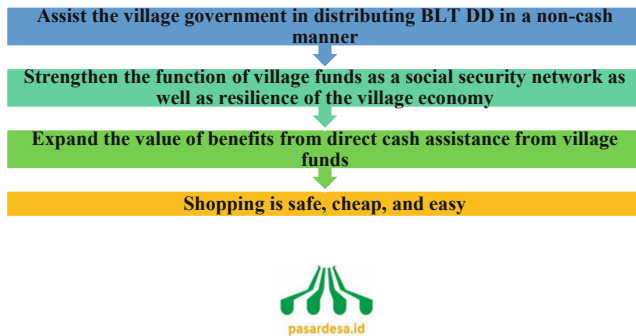 Assist the village government in distributing BLT DD in a non-cash
manner
Strengthen the function of village funds as a social security network as
well as resilience of the village economy
Expand the value of benefits from direct cash assistance from village
funds
Shopping is safe, cheap, and easy
pasardesa.id